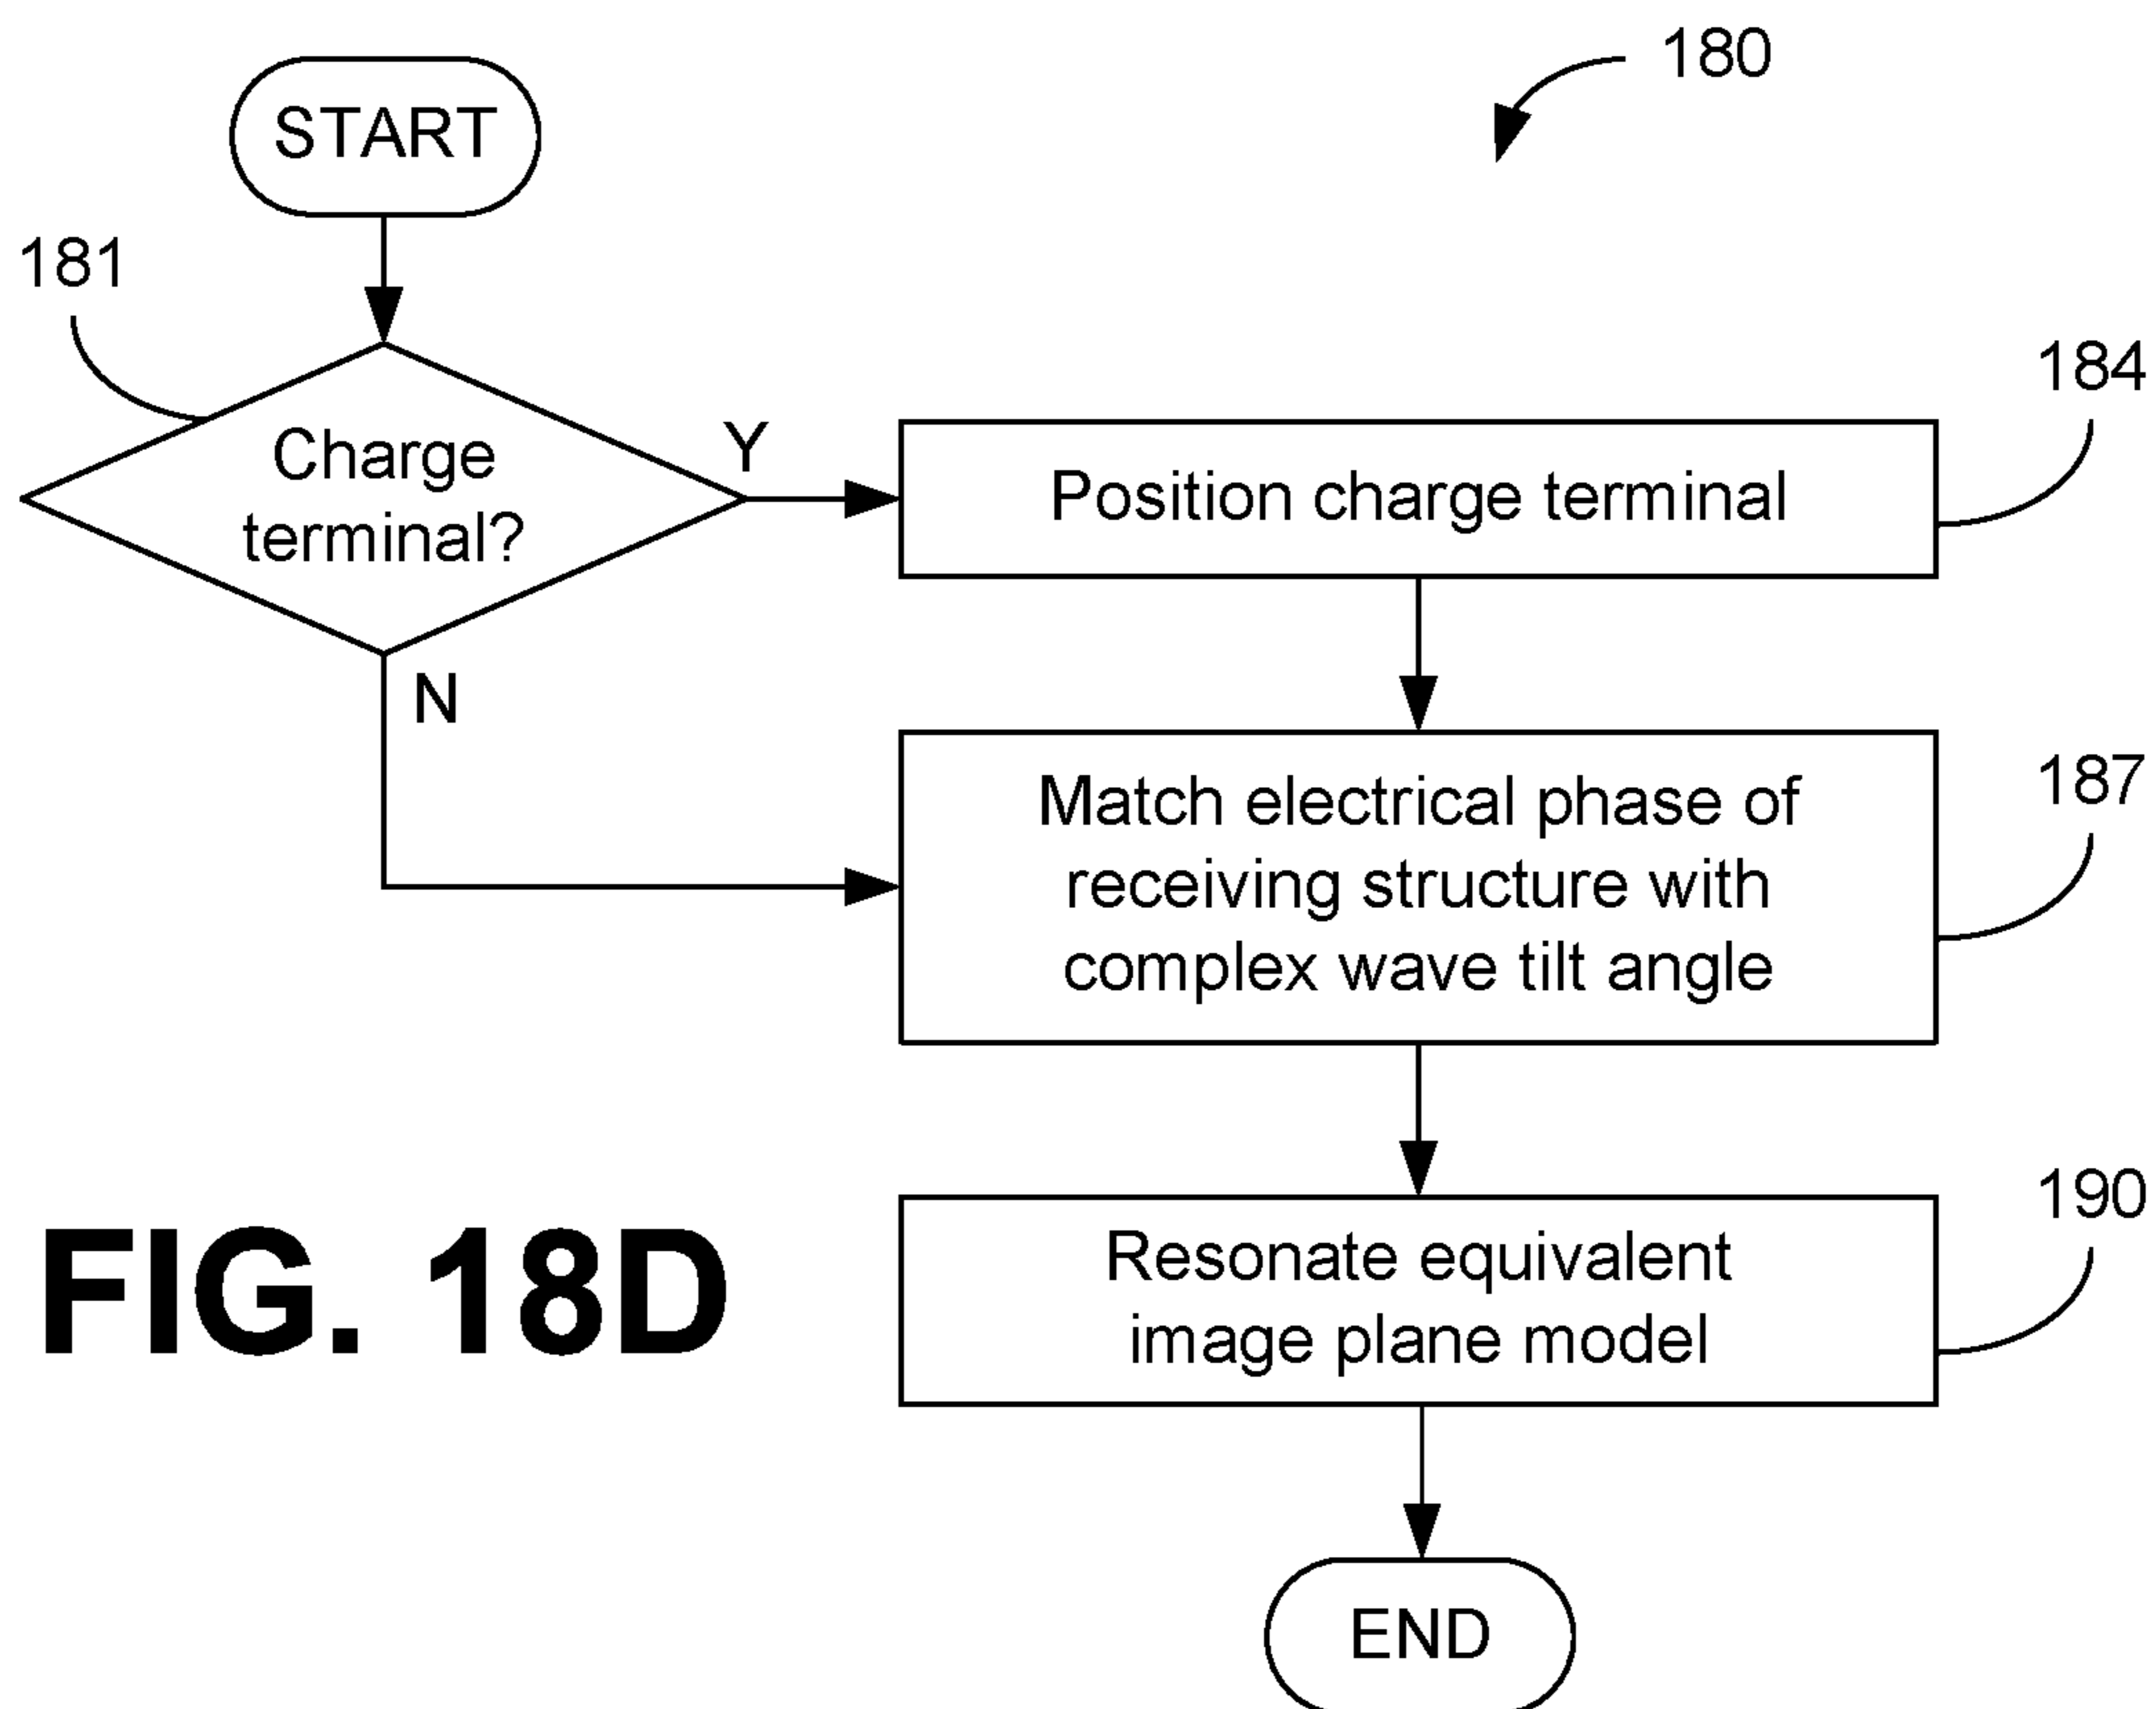 180
START
181
Charge
terminal?
Y
N
184
Position charge terminal
187
Match electrical phase of
receiving structure with
complex wave tilt angle
190
Resonate equivalent
image plane model
END
FIG. 18D